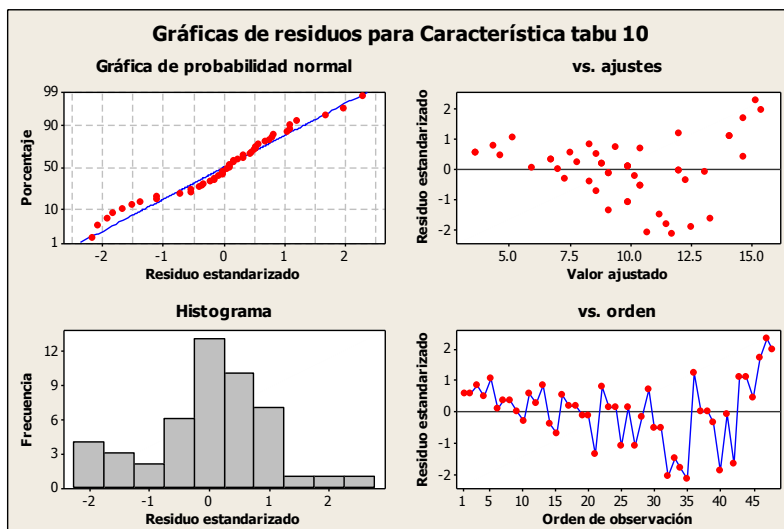 Gráficas de residuos para Característica tabu 10
Gráfica de probabilidad normal
Porcentaje
99
90
50
10
1
-2 -1 0 1 2
Residuo estandarizado
vs. ajustes
Residuo estandarizado
2
1
0
-1
-2
5.0 7.5 10.0 12.5 15.0
Valor ajustado
Histograma
Frecuencia
12
9
6
3
0
-2 -1 0 1 2
Residuo estandarizado
vs. orden
Residuo estandarizado
2
1
0
-1
-2
1 5 10 15 20 25 30 35 40 45
Orden de observación